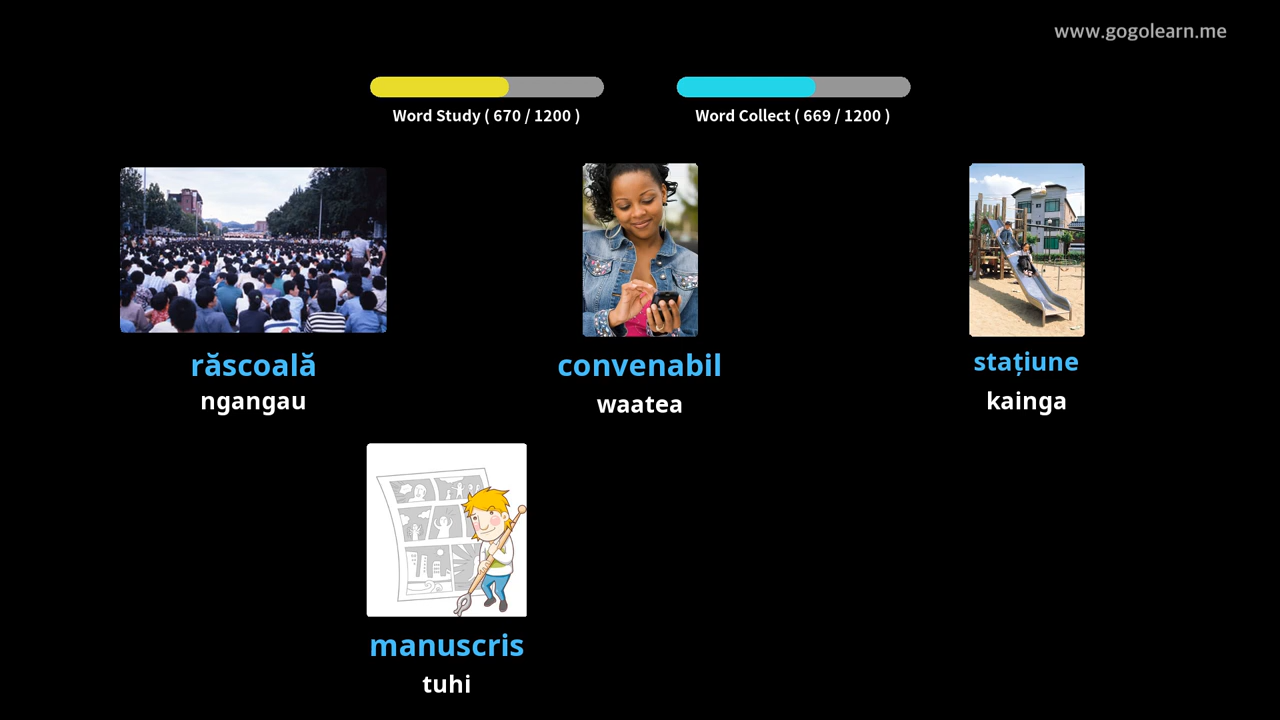 www.gogolearn.me
Word Study ( 670 / 1200 )
Word Collect ( 669 / 1200 )
răscoală
ngangau
convenabil
waatea
stațiune
kainga
manuscris
tuhi